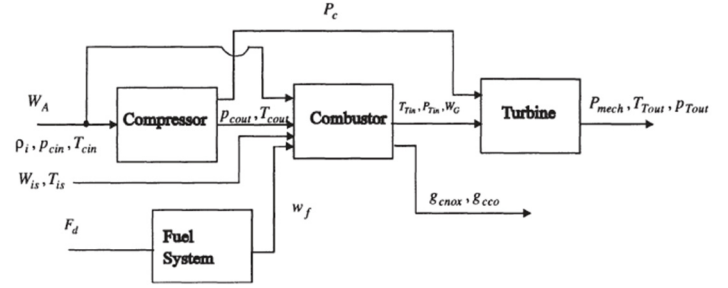 P_c
W_A
Compressor
p_cout, T_cout
Combustor
T_Tin, P_Tin, W_G
Turbine
P_mech, T_Tout, p_Tout
ρ_i, p_cin, T_cin
W_is, T_is
w_f
g_cnox, g_cco
F_d
Fuel
System